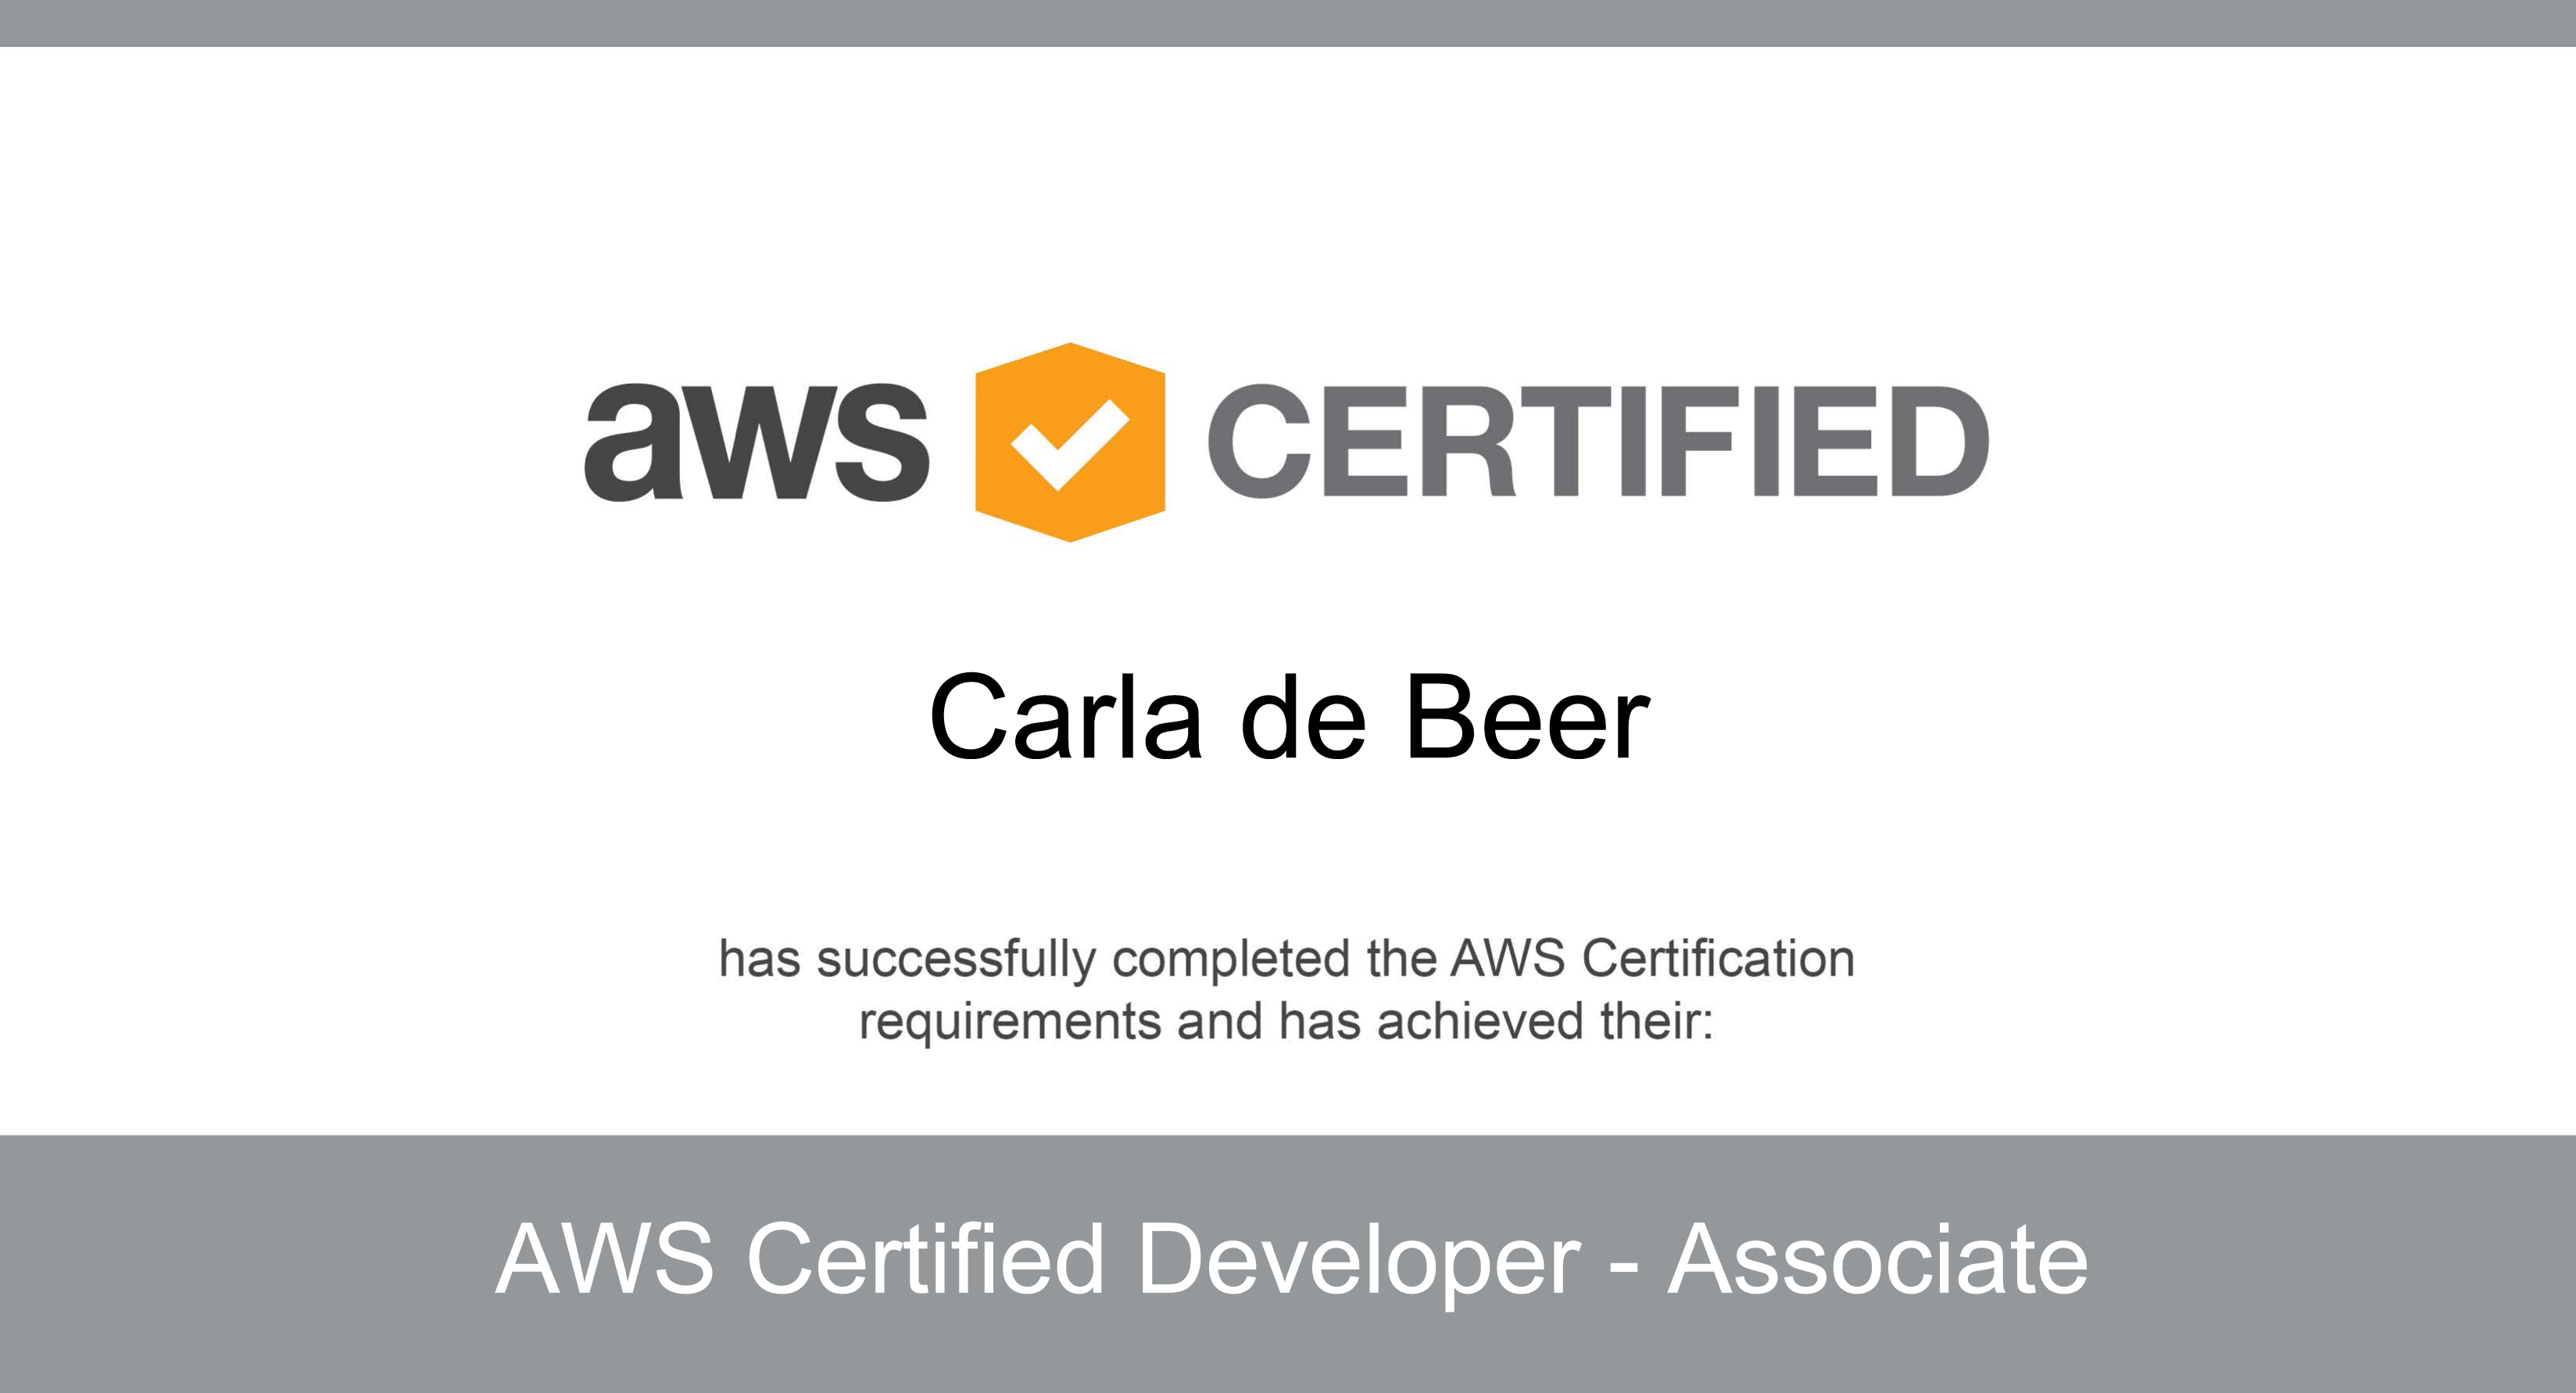 aws CERTIFIED
Carla de Beer
has successfully completed the AWS Certification
requirements and has achieved their:
AWS Certified Developer - Associate